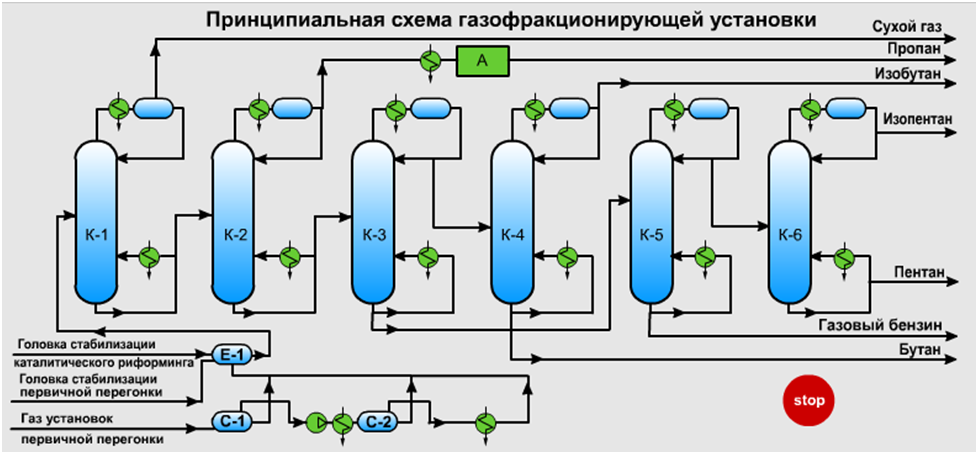 Принципиальная схема газофракционирующей установки
Сухой газ
Пропан
А
Изобутан
Изопентан
К-1
К-2
К-3
К-4
К-5
К-6
Пентан
Газовый бензин
Бутан
Головка стабилизации
каталитического риформинга
Е-1
Головка стабилизации
первичной перегонки
Газ установок
первичной перегонки
С-1
С-2
stop